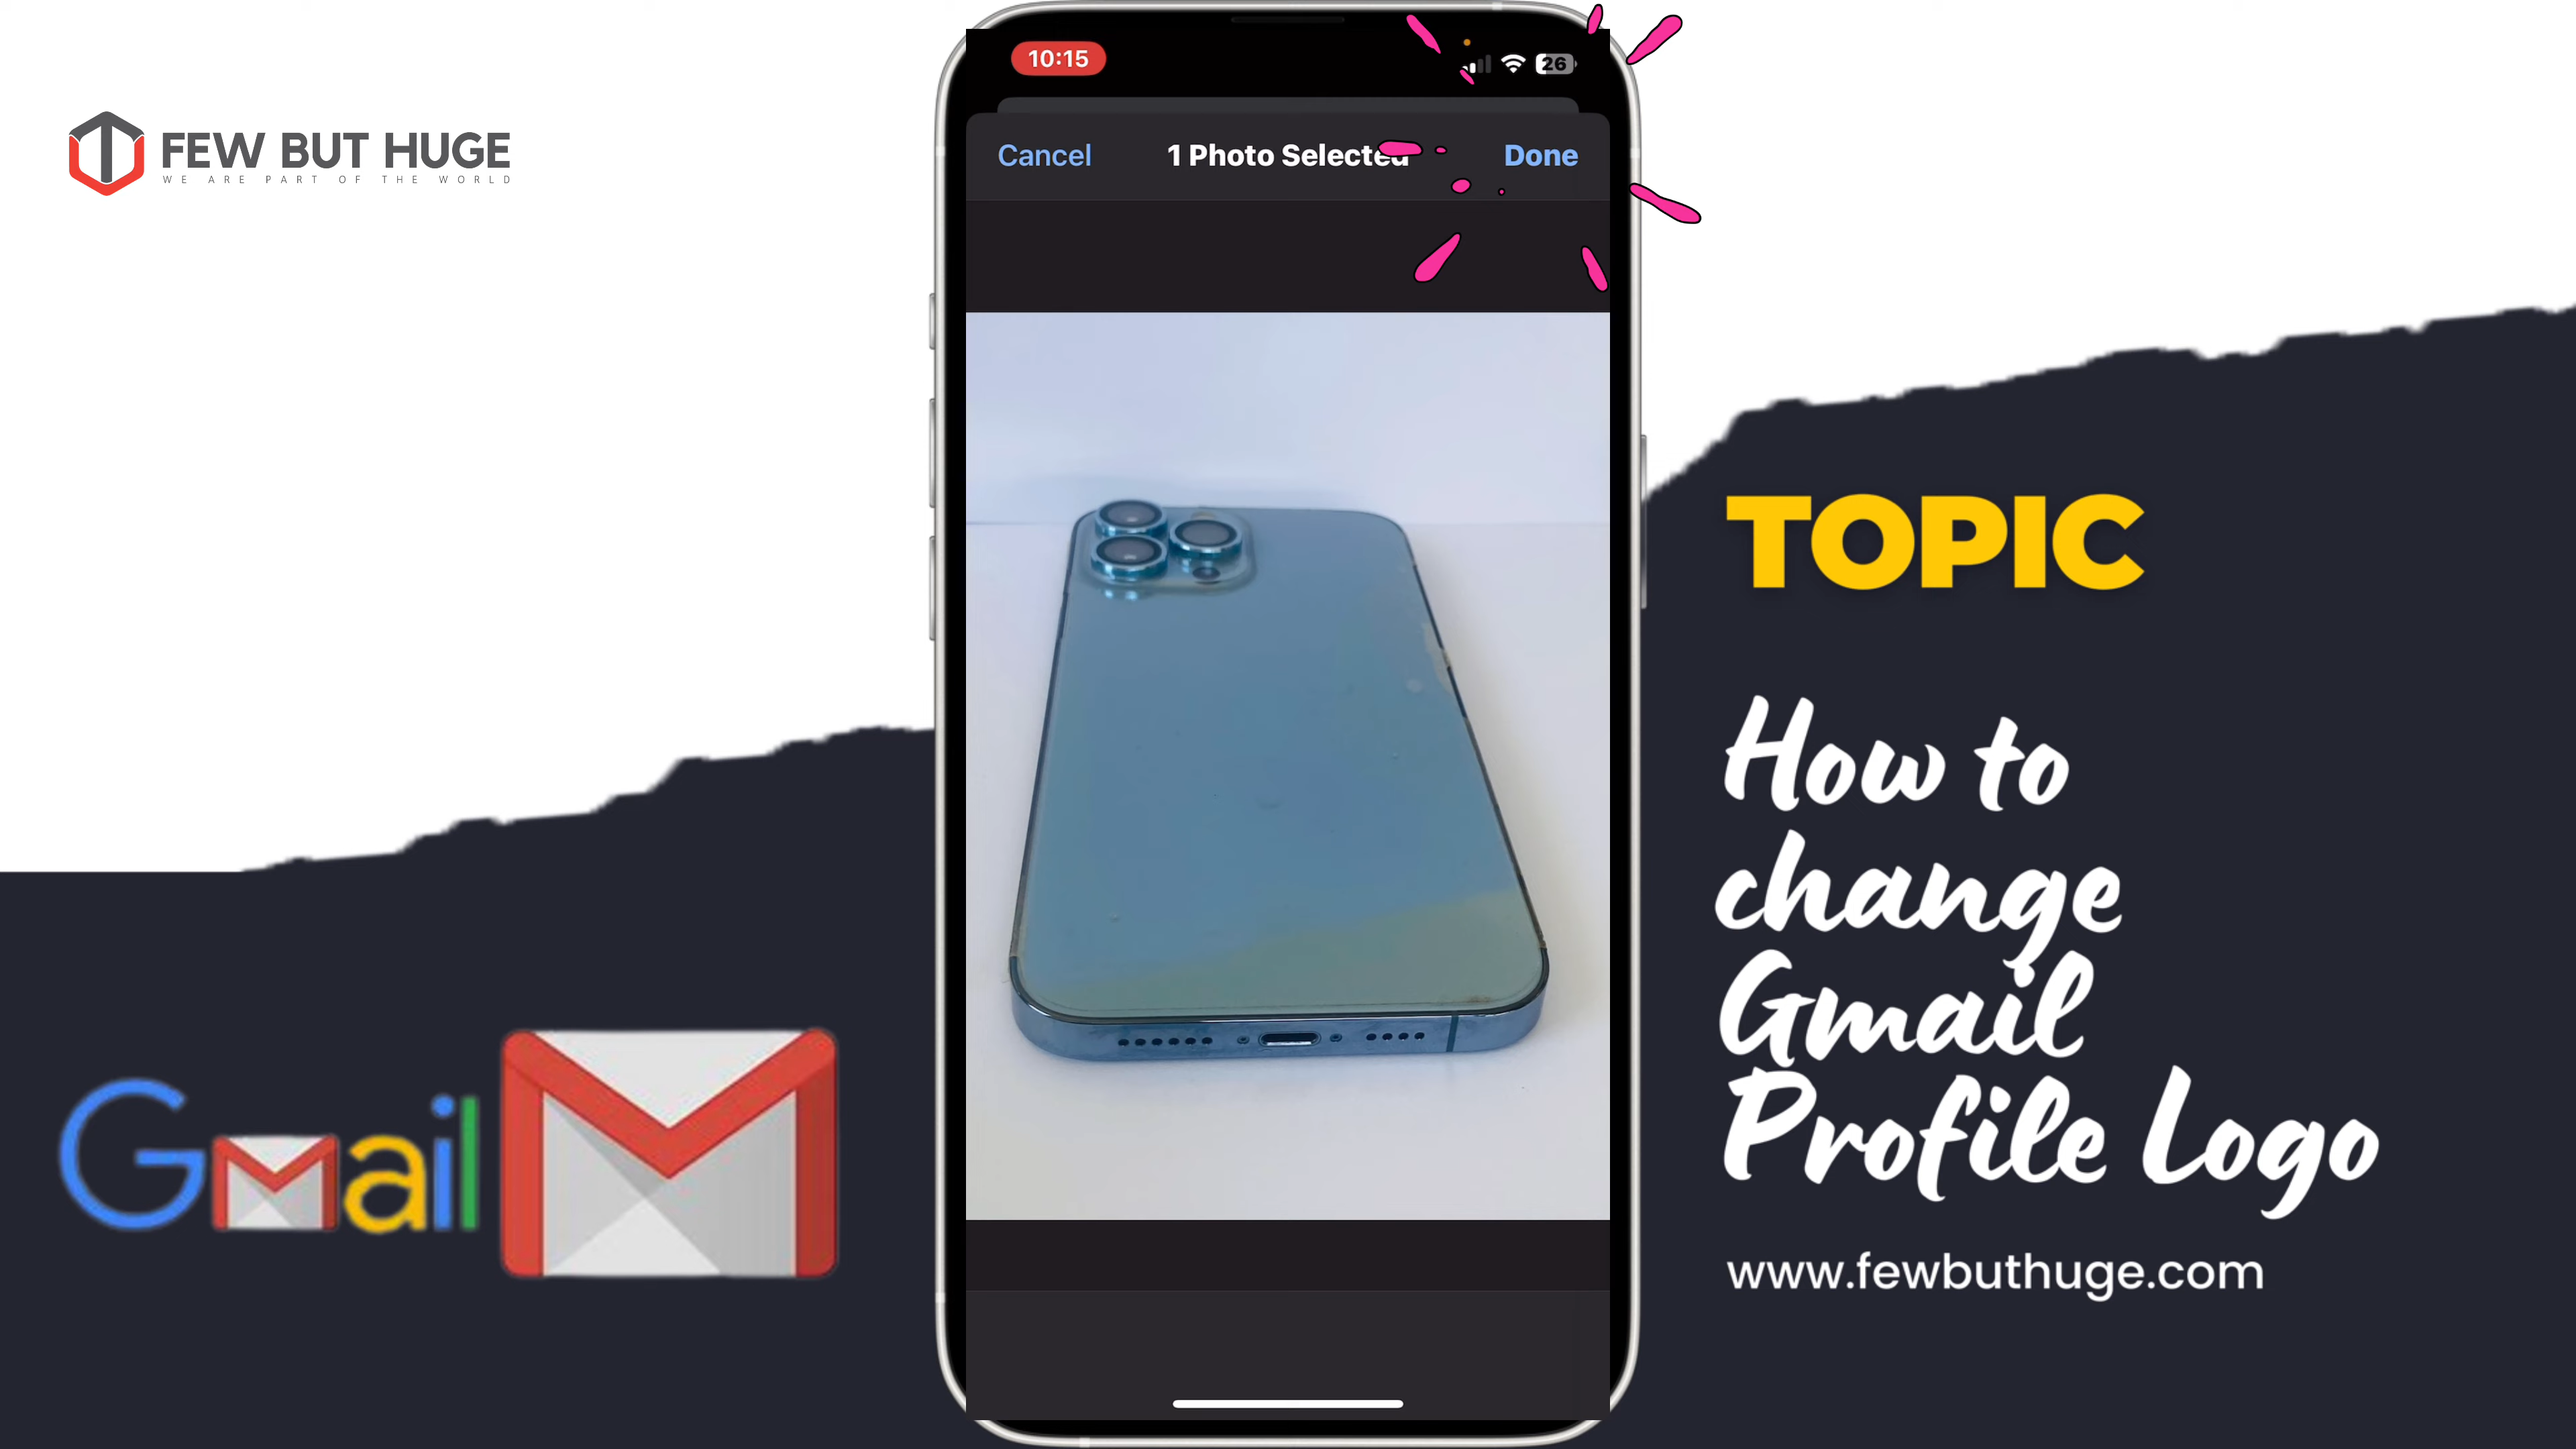 FEW BUT HUGE
WE ARE PART OF THE WORLD
10:15
26
Cancel
1 Photo Selected
Done
TOPIC
How to
change
Gmail
Profile Logo
www.fewbuthuge.com
Gmail